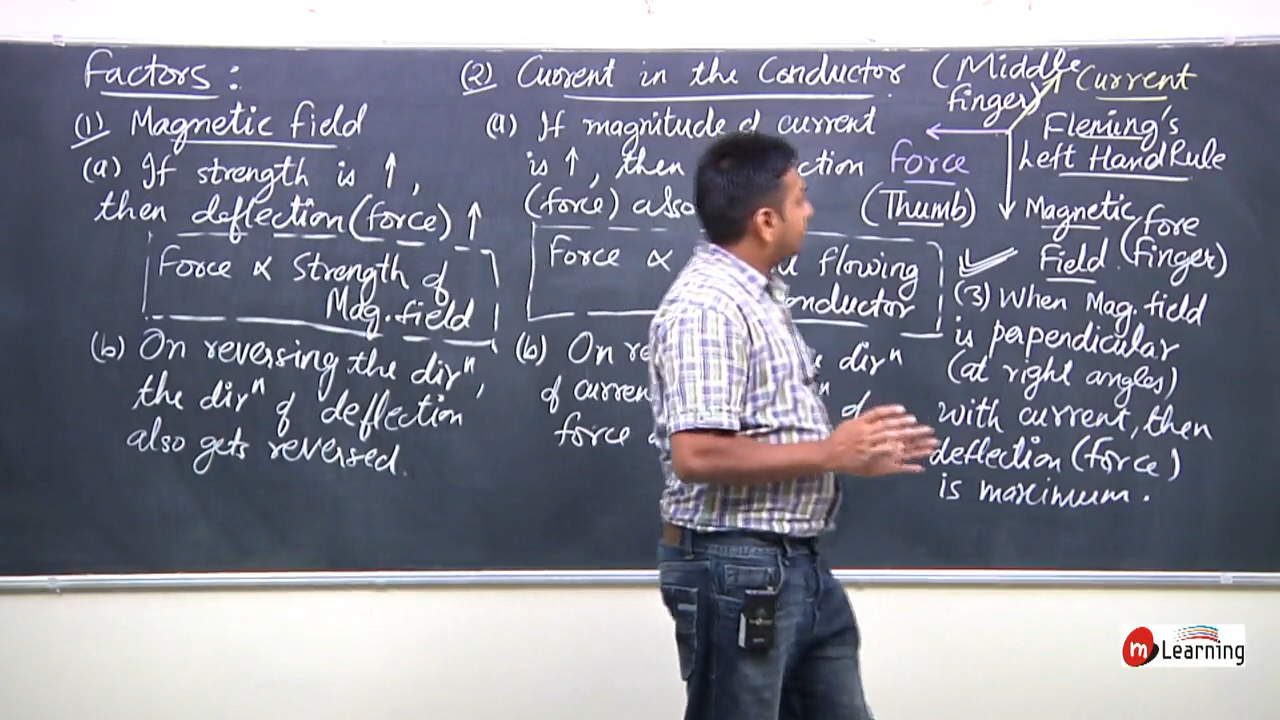 Factors :
(1) Magnetic field
(a) If strength is ↑,
then deflection (force) ↑
Force ∝ Strength of
Mag. field
(b) On reversing the dirⁿ,
the dirⁿ of deflection
also gets reversed.
(2) Current in the Conductor
(a) If magnitude of current
is ↑, then
(force) also
Force ∝ flowing
(b) On
of
force
(Middle
finger)
Current
Fleming's
Left Hand Rule
Force
(Thumb)
Magnetic
Field
(fore
finger)
(3) When Mag. field
is perpendicular
(at right angles)
with current, then
deflection (force)
is maximum.
m Learning